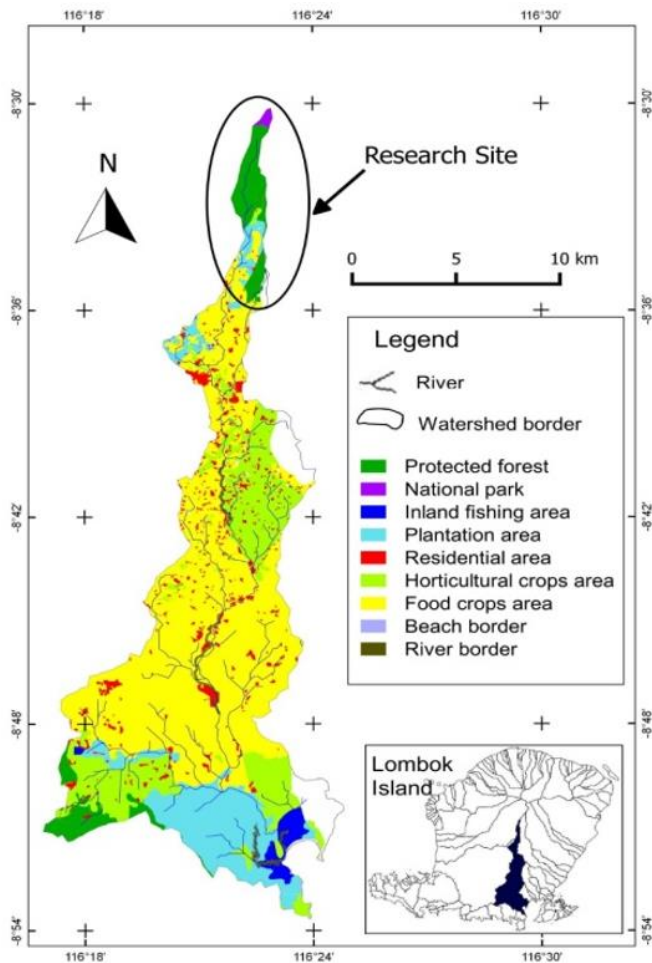 116°18'
116°24'
116°30'
-8°30'
N
Research Site
0
5
10 km
-8°36'
Legend
River
Watershed border
Protected forest
National park
-8°42'
Inland fishing area
Plantation area
Residential area
Horticultural crops area
Food crops area
Beach border
River border
-8°48'
Lombok
Island
-8°54'
116°18'
116°24'
116°30'